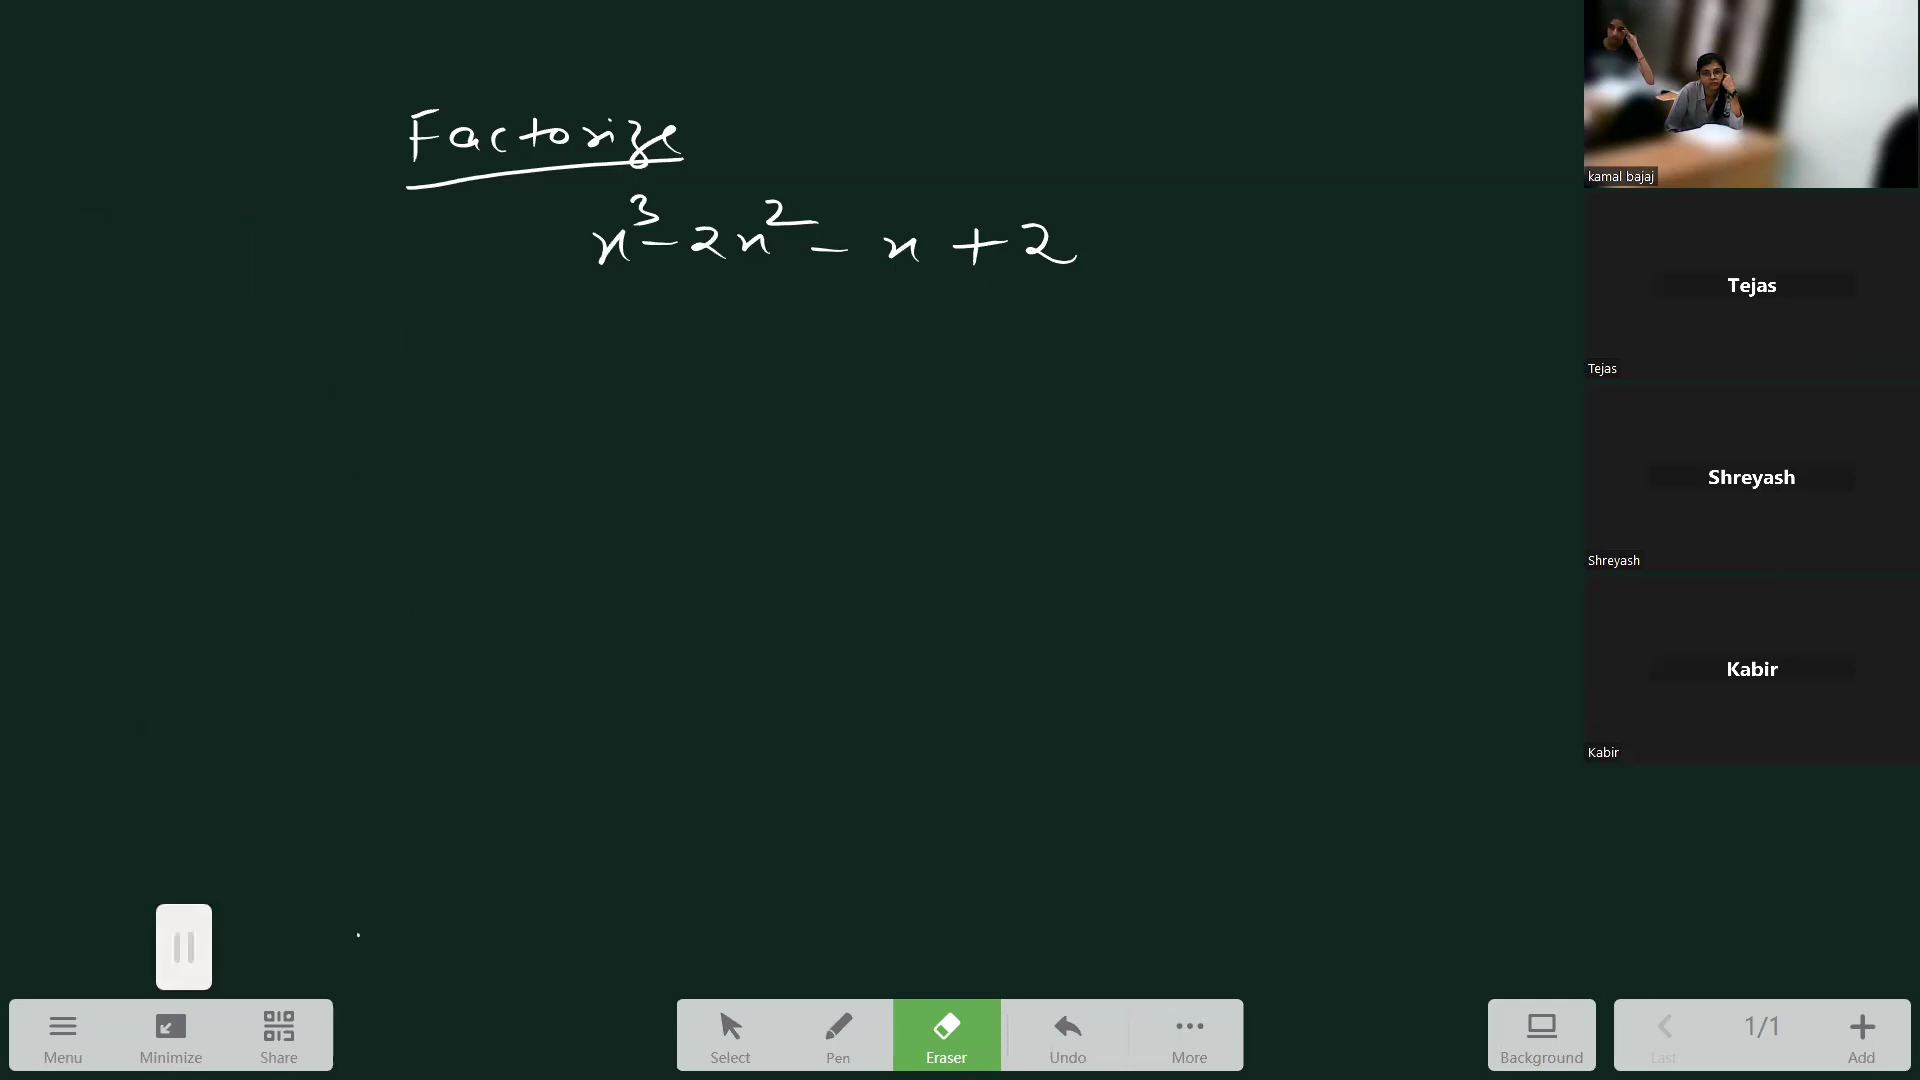 Factorize
x³ - 2x² - x + 2
kamal bajaj
Tejas
Tejas
Shreyash
Shreyash
Kabir
Kabir
Menu
Minimize
Share
Select
Pen
Eraser
Undo
More
Background
Last
1/1
Add